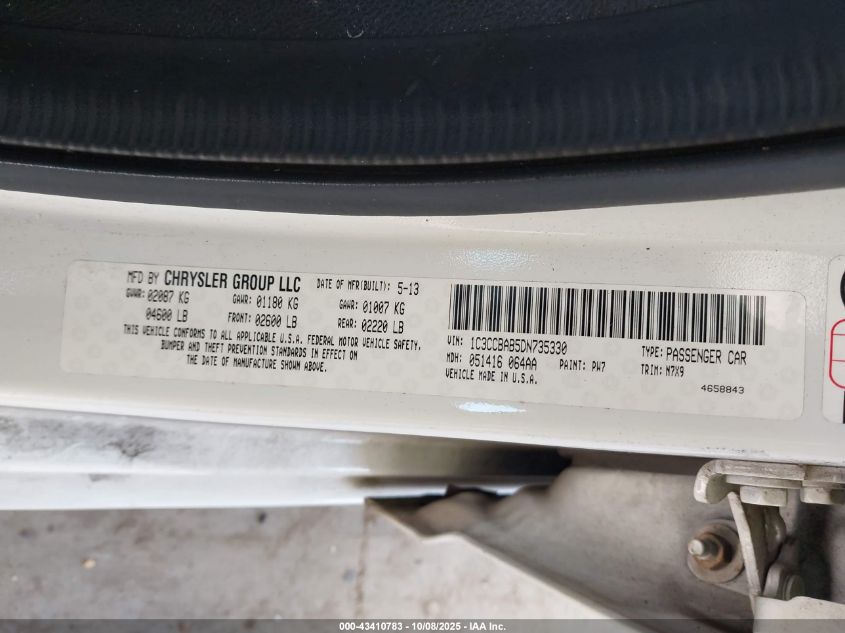 MFD BY CHRYSLER GROUP LLC DATE OF MFR(BUILT): 5-13
GVWR: 02087 KG GAWR: 01180 KG GAWR: 01007 KG
04600 LB FRONT: 02600 LB REAR: 02220 LB
THIS VEHICLE CONFORMS TO ALL APPLICABLE U.S.A. FEDERAL MOTOR VEHICLE SAFETY,
BUMPER AND THEFT PREVENTION STANDARDS IN EFFECT ON
THE DATE OF MANUFACTURE SHOWN ABOVE.
VIN: 1C3CCBAB5DN735330 TYPE: PASSENGER CAR
MDH: 051416 064AA PAINT: PW7 TRIM: N7X9
VEHICLE MADE IN U.S.A.
4658843
000-43410783 - 10/08/2025 - IAA Inc.